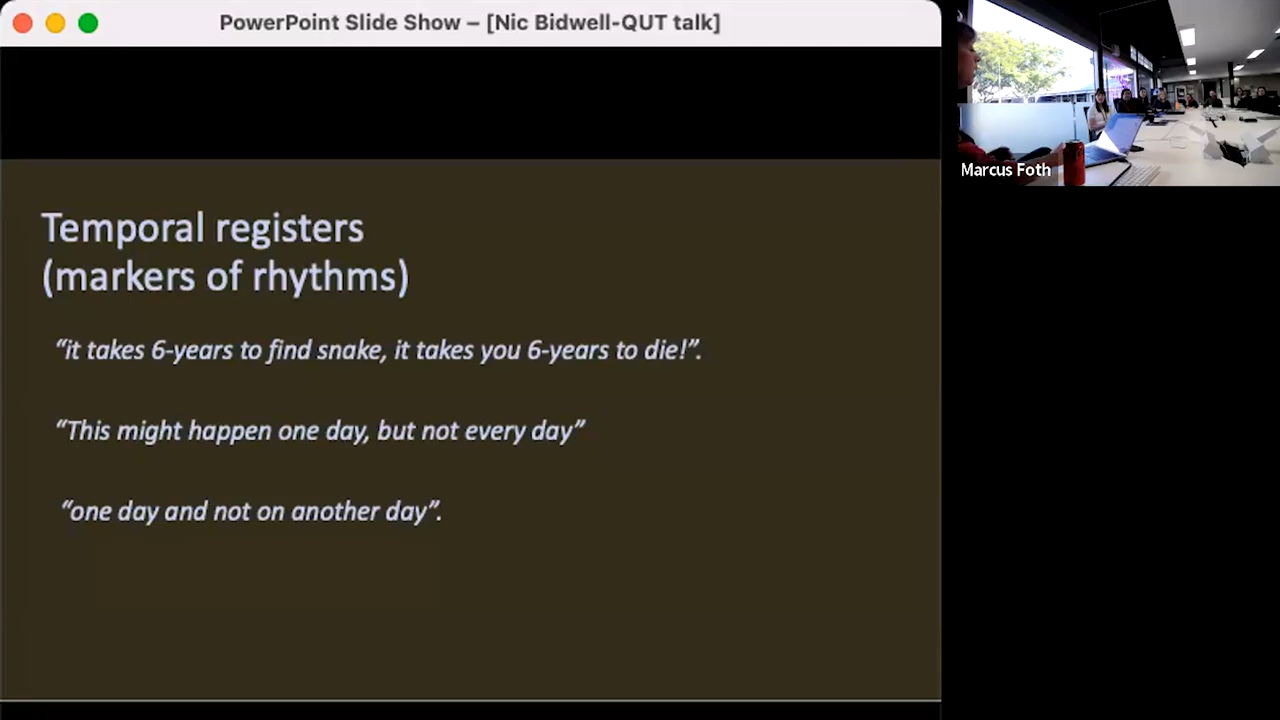 PowerPoint Slide Show – [Nic Bidwell-QUT talk]
Marcus Foth
Temporal registers
(markers of rhythms)
“it takes 6-years to find snake, it takes you 6-years to die!”.
“This might happen one day, but not every day”
“one day and not on another day”.